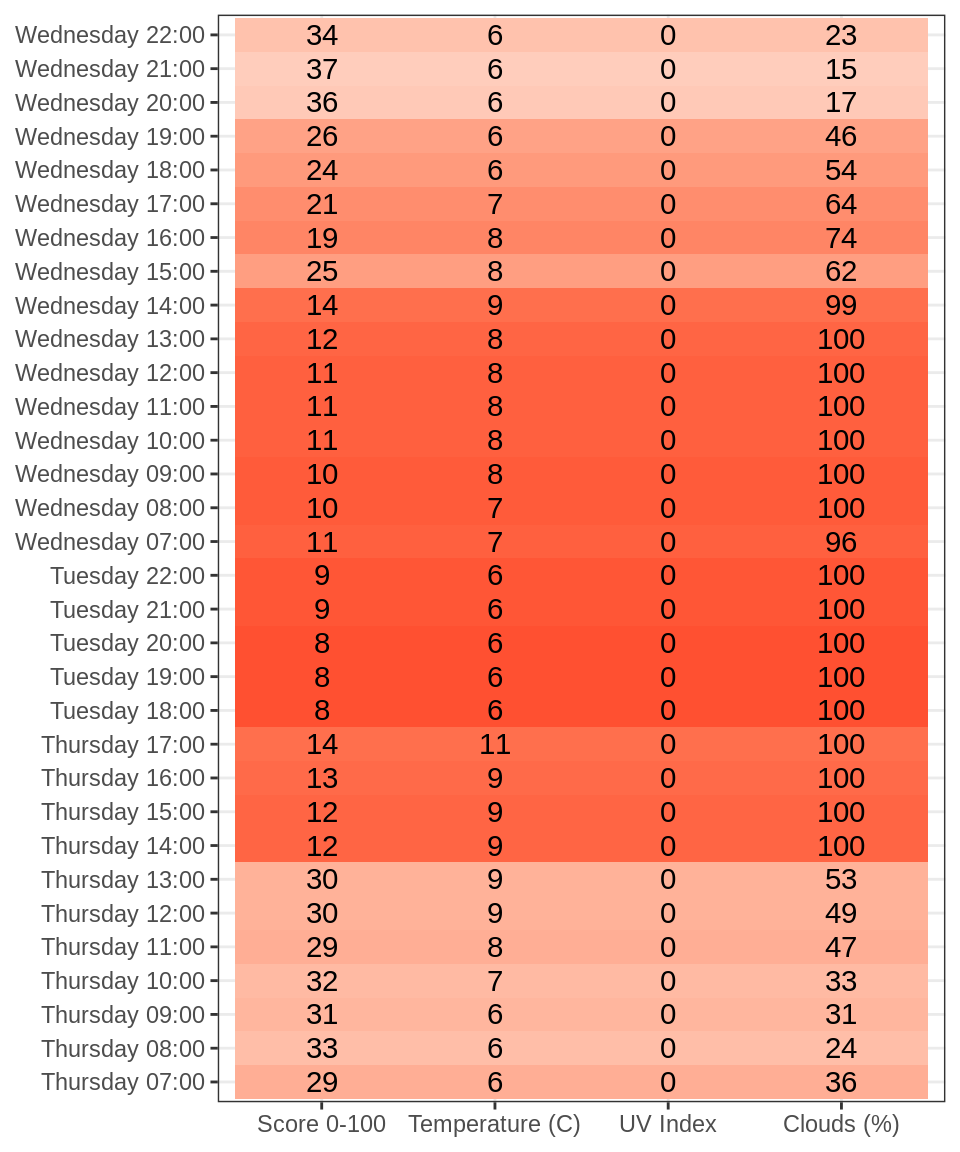 Wednesday 22:00 34 6 0 23
Wednesday 21:00 37 6 0 15
Wednesday 20:00 36 6 0 17
Wednesday 19:00 26 6 0 46
Wednesday 18:00 24 6 0 54
Wednesday 17:00 21 7 0 64
Wednesday 16:00 19 8 0 74
Wednesday 15:00 25 8 0 62
Wednesday 14:00 14 9 0 99
Wednesday 13:00 12 8 0 100
Wednesday 12:00 11 8 0 100
Wednesday 11:00 11 8 0 100
Wednesday 10:00 11 8 0 100
Wednesday 09:00 10 8 0 100
Wednesday 08:00 10 7 0 100
Wednesday 07:00 11 7 0 96
Tuesday 22:00 9 6 0 100
Tuesday 21:00 9 6 0 100
Tuesday 20:00 8 6 0 100
Tuesday 19:00 8 6 0 100
Tuesday 18:00 8 6 0 100
Thursday 17:00 14 11 0 100
Thursday 16:00 13 9 0 100
Thursday 15:00 12 9 0 100
Thursday 14:00 12 9 0 100
Thursday 13:00 30 9 0 53
Thursday 12:00 30 9 0 49
Thursday 11:00 29 8 0 47
Thursday 10:00 32 7 0 33
Thursday 09:00 31 6 0 31
Thursday 08:00 33 6 0 24
Thursday 07:00 29 6 0 36
Score 0-100 Temperature (C) UV Index Clouds (%)